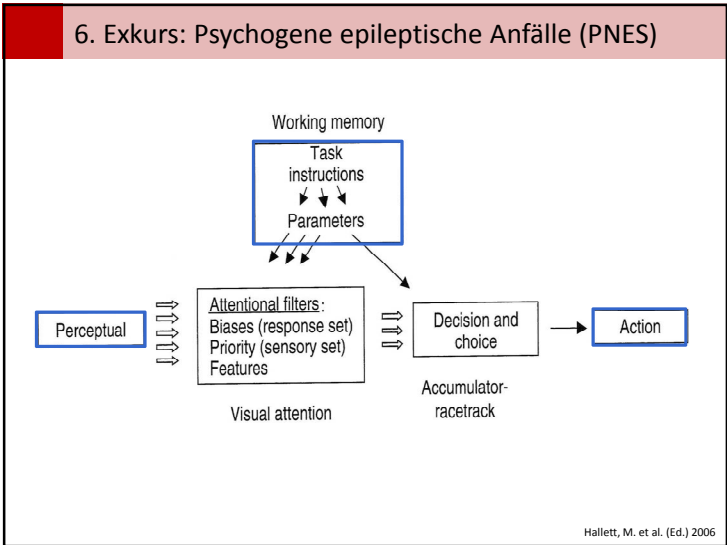 6. Exkurs: Psychogene epileptische Anfälle (PNES)
Working memory
Task
instructions
Parameters
Perceptual
Attentional filters:
Biases (response set)
Priority (sensory set)
Features
Visual attention
Decision and
choice
Accumulator-
racetrack
Action
Hallett, M. et al. (Ed.) 2006